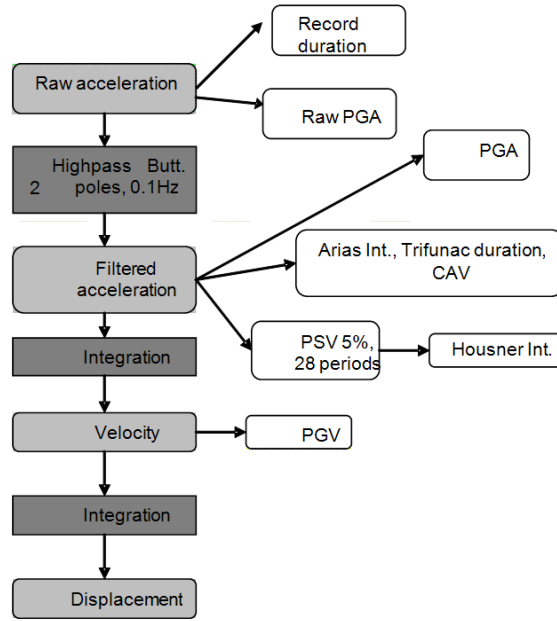 Record
duration
Raw acceleration
Raw PGA
Highpass Butt.
2 poles, 0.1Hz
PGA
Arias Int., Trifunac duration,
CAV
Filtered
acceleration
PSV 5%,
28 periods
Housner Int.
Integration
Velocity
PGV
Integration
Displacement